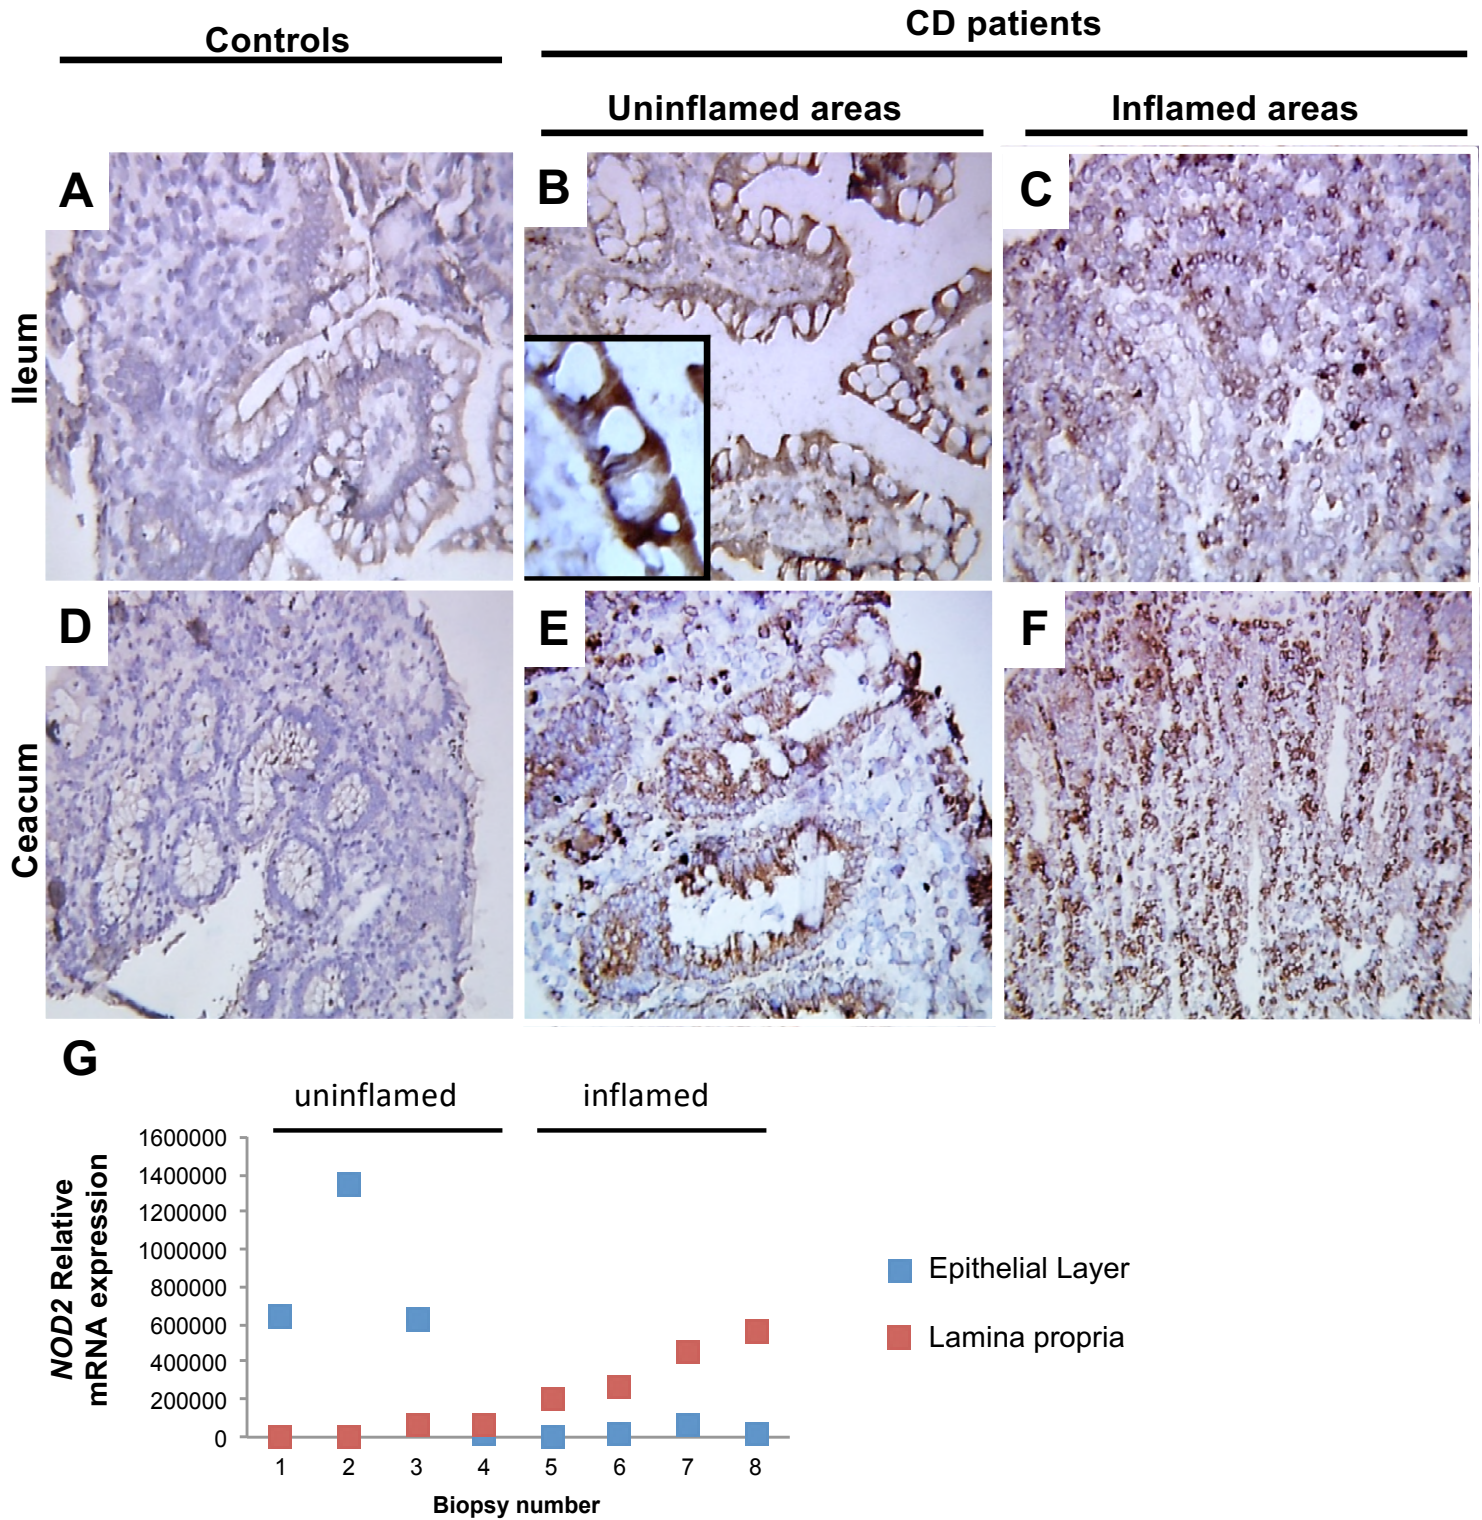 Controls
CD patients
Uninflamed areas
Inflamed areas
A
B
C
Ileum
D
E
F
Ceacum
G
uninflamed
inflamed
NOD2 Relative
mRNA expression
1600000
1400000
1200000
1000000
800000
600000
400000
200000
0
1 2 3 4 5 6 7 8
Biopsy number
Epithelial Layer
Lamina propria